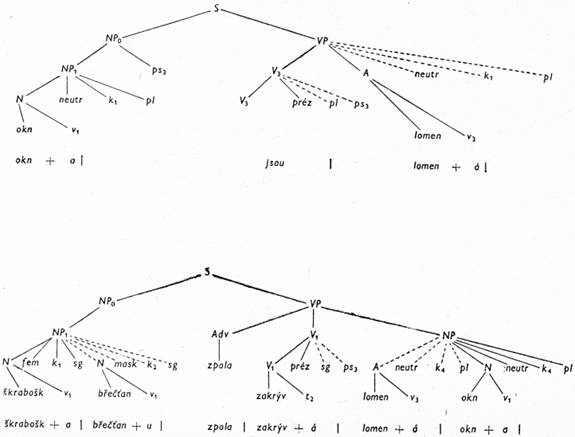 S
NP₀ VP
NP₁ ps₃ V₃ A neutr k₁ pl
N neutr k₁ pl V₃ préz pl ps₃
okn v₁ lomen v₃
okn + a | jsou | lomen + á |
S
NP₀ VP
NP₁ Adv V₁ NP
N fem k₁ sg N mask k₂ sg zpola V₁ préz sg ps₃ A neutr k₄ pl N neutr k₄ pl
škrabošk v₁ břečťan v₁ zakrýv t₂ lomen v₃ okn v₁
škrabošk + a | břečťan + u | zpola | zakrýv + á | lomen + á | okn + a |